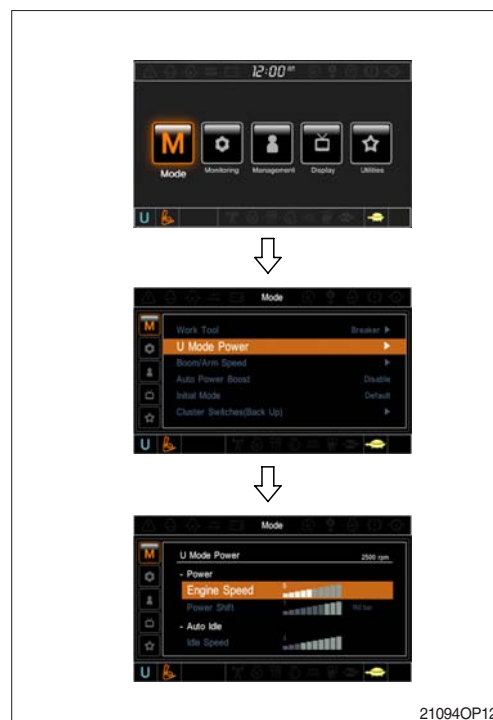 12:00 AM
M
Mode Monitoring Management Display Utilities
U
Mode
M
Work Tool Breaker
U Mode Power
Boom/Arm Speed
Auto Power Boost Disable
Initial Mode Default
Cluster Switches(Back Up)
U
Mode
M
U Mode Power 2500 rpm
- Power
Engine Speed
Power Shift
- Auto Idle
Idle Speed
U
21094OP12